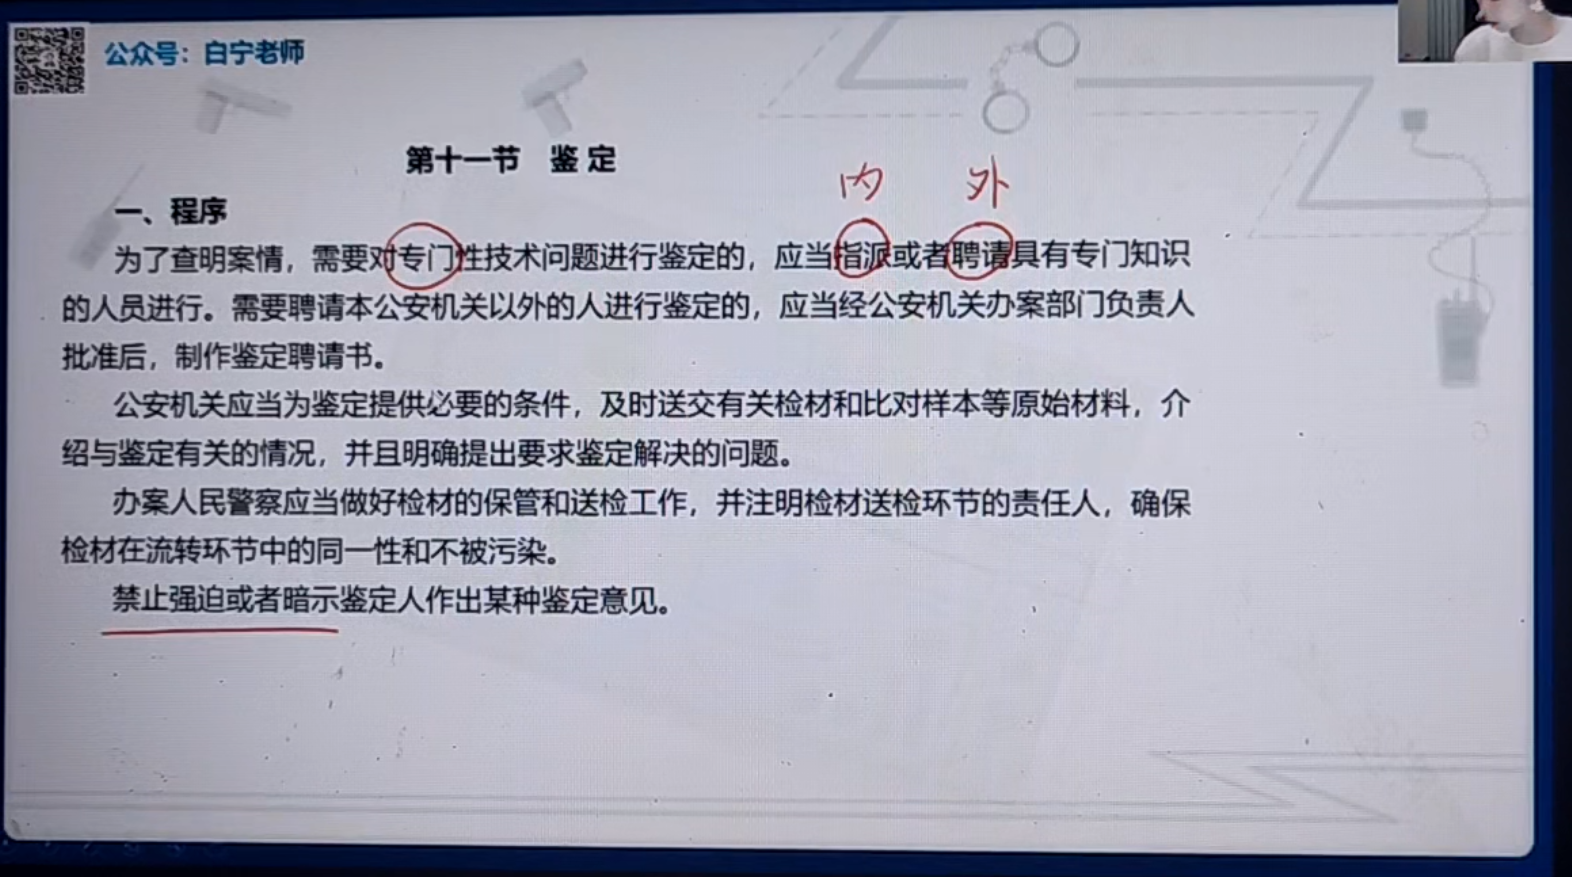 公众号：白宁老师
第十一节 鉴定
内 外
一、程序
为了查明案情，需要对专门性技术问题进行鉴定的，应当指派或者聘请具有专门知识
的人员进行。需要聘请本公安机关以外的人进行鉴定的，应当经公安机关办案部门负责人
批准后，制作鉴定聘请书。
公安机关应当为鉴定提供必要的条件，及时送交有关检材和比对样本等原始材料，介
绍与鉴定有关的情况，并且明确提出要求鉴定解决的问题。
办案人民警察应当做好检材的保管和送检工作，并注明检材送检环节的责任人，确保
检材在流转环节中的同一性和不被污染。
禁止强迫或者暗示鉴定人作出某种鉴定意见。